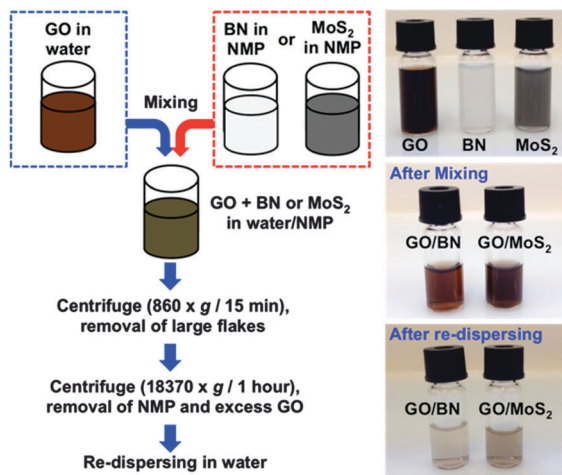 GO in
water
BN in
NMP
or
MoS₂
in NMP
Mixing
GO + BN or MoS₂
in water/NMP
Centrifuge (860 x g / 15 min),
removal of large flakes
Centrifuge (18370 x g / 1 hour),
removal of NMP and excess GO
Re-dispersing in water
GO BN MoS₂
After Mixing
GO/BN GO/MoS₂
After re-dispersing
GO/BN GO/MoS₂